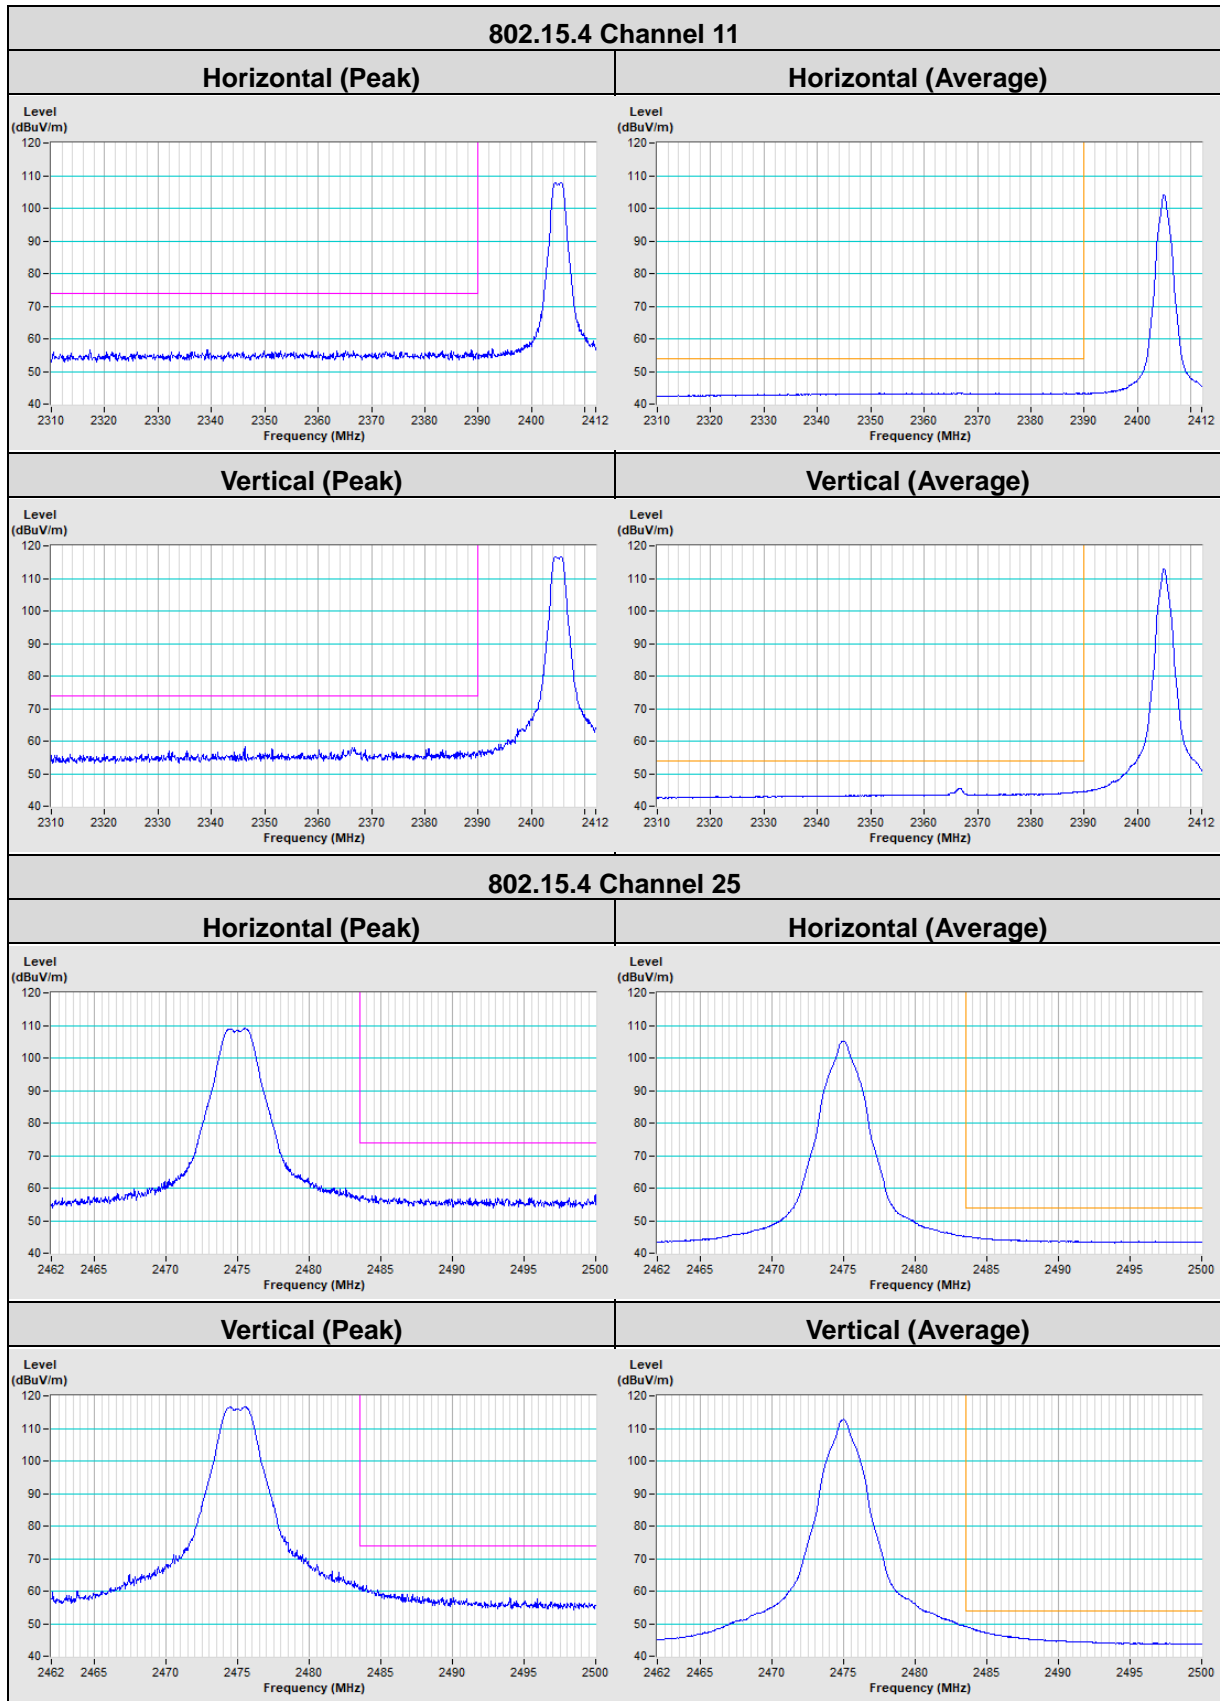 802.15.4 Channel 11
Horizontal (Peak) Horizontal (Average)
Level Level
(dBuV/m) (dBuV/m)
120 120
110 110
100 100
90 90
80 80
70 70
60 60
50 50
40 40
2310 2320 2330 2340 2350 2360 2370 2380 2390 2400 2412 2310 2320 2330 2340 2350 2360 2370 2380 2390 2400 2412
Frequency (MHz) Frequency (MHz)
Vertical (Peak) Vertical (Average)
Level Level
(dBuV/m) (dBuV/m)
120 120
110 110
100 100
90 90
80 80
70 70
60 60
50 50
40 40
2310 2320 2330 2340 2350 2360 2370 2380 2390 2400 2412 2310 2320 2330 2340 2350 2360 2370 2380 2390 2400 2412
Frequency (MHz) Frequency (MHz)
802.15.4 Channel 25
Horizontal (Peak) Horizontal (Average)
Level Level
(dBuV/m) (dBuV/m)
120 120
110 110
100 100
90 90
80 80
70 70
60 60
50 50
40 40
2462 2465 2470 2475 2480 2485 2490 2495 2500 2462 2465 2470 2475 2480 2485 2490 2495 2500
Frequency (MHz) Frequency (MHz)
Vertical (Peak) Vertical (Average)
Level Level
(dBuV/m) (dBuV/m)
120 120
110 110
100 100
90 90
80 80
70 70
60 60
50 50
40 40
2462 2465 2470 2475 2480 2485 2490 2495 2500 2462 2465 2470 2475 2480 2485 2490 2495 2500
Frequency (MHz) Frequency (MHz)